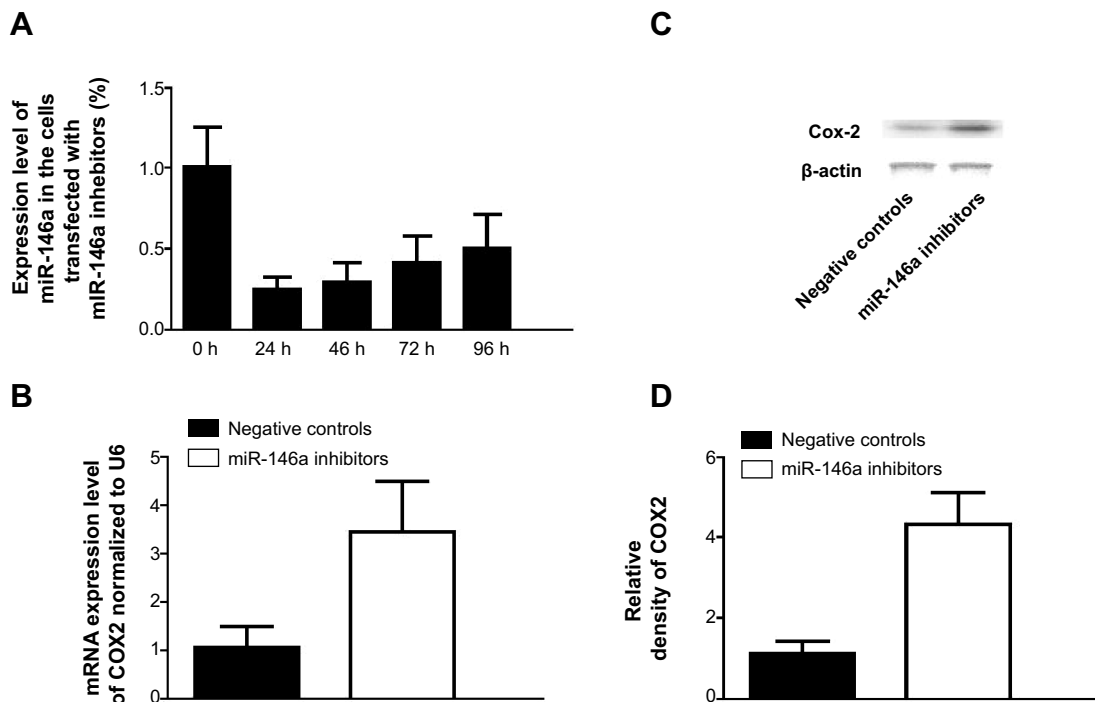 A
Expression level of
miR-146a in the cells
transfected with
mIR-146a inhebitors (%)
1.5
1.0
0.5
0.0
0 h 24 h 46 h 72 h 96 h
C
Cox-2
β-actin
Negative controls
miR-146a inhibitors
B
Negative controls
miR-146a inhibitors
mRNA expression level
of COX2 normalized to U6
5
4
3
2
1
0
D
Negative controls
miR-146a inhibitors
Relative
density of COX2
6
4
2
0